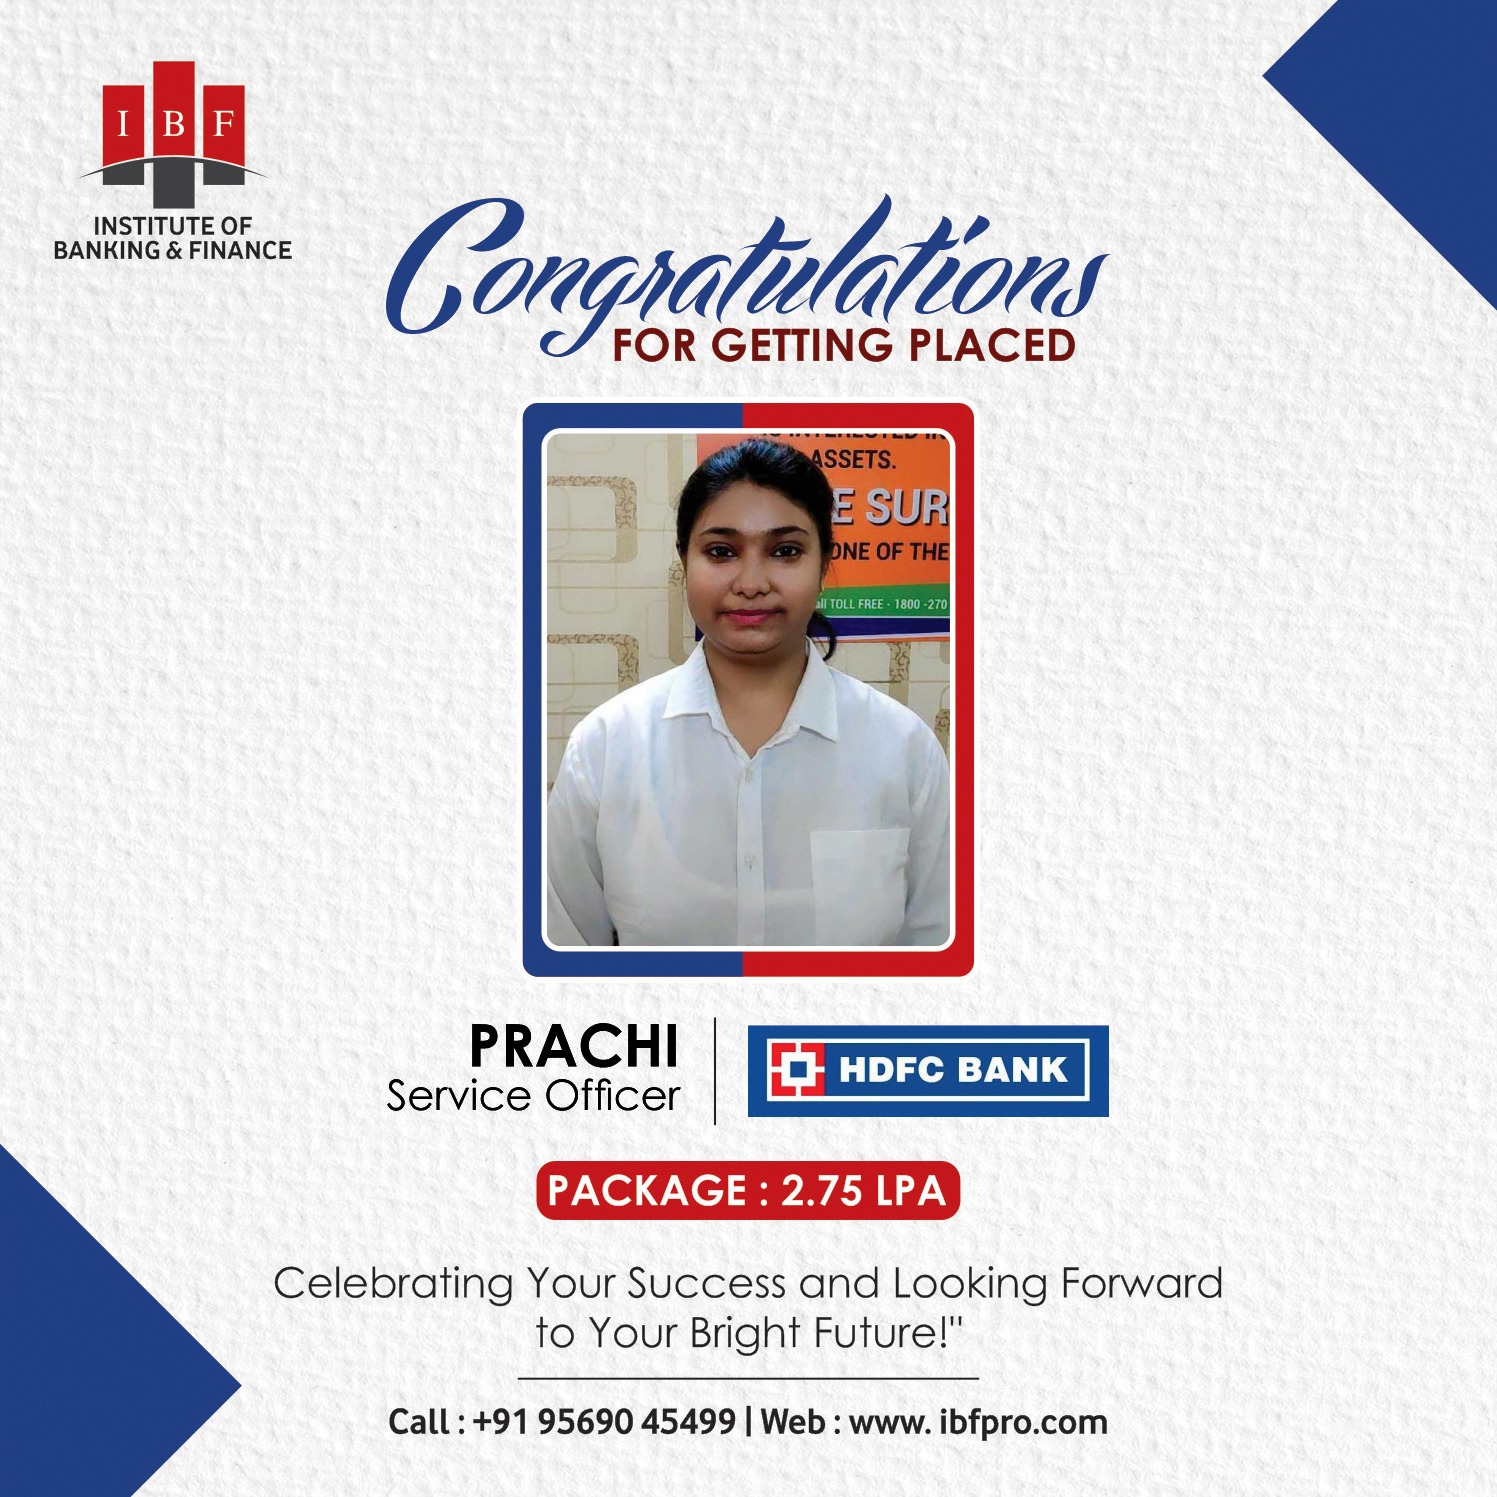 I B F
INSTITUTE OF
BANKING & FINANCE
Congratulations
FOR GETTING PLACED
ASSETS.
E SUR
ONE OF THE
all TOLL FREE - 1800 -270
PRACHI
Service Officer
HDFC BANK
PACKAGE : 2.75 LPA
Celebrating Your Success and Looking Forward
to Your Bright Future!"
Call : +91 95690 45499 | Web : www. ibfpro.com